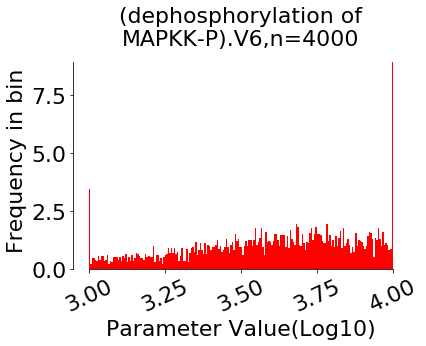 (dephosphorylation of
MAPKK-P).V6,n=4000
Frequency in bin
7.5
5.0
2.5
0.0
3.00 3.25 3.50 3.75 4.00
Parameter Value(Log10)